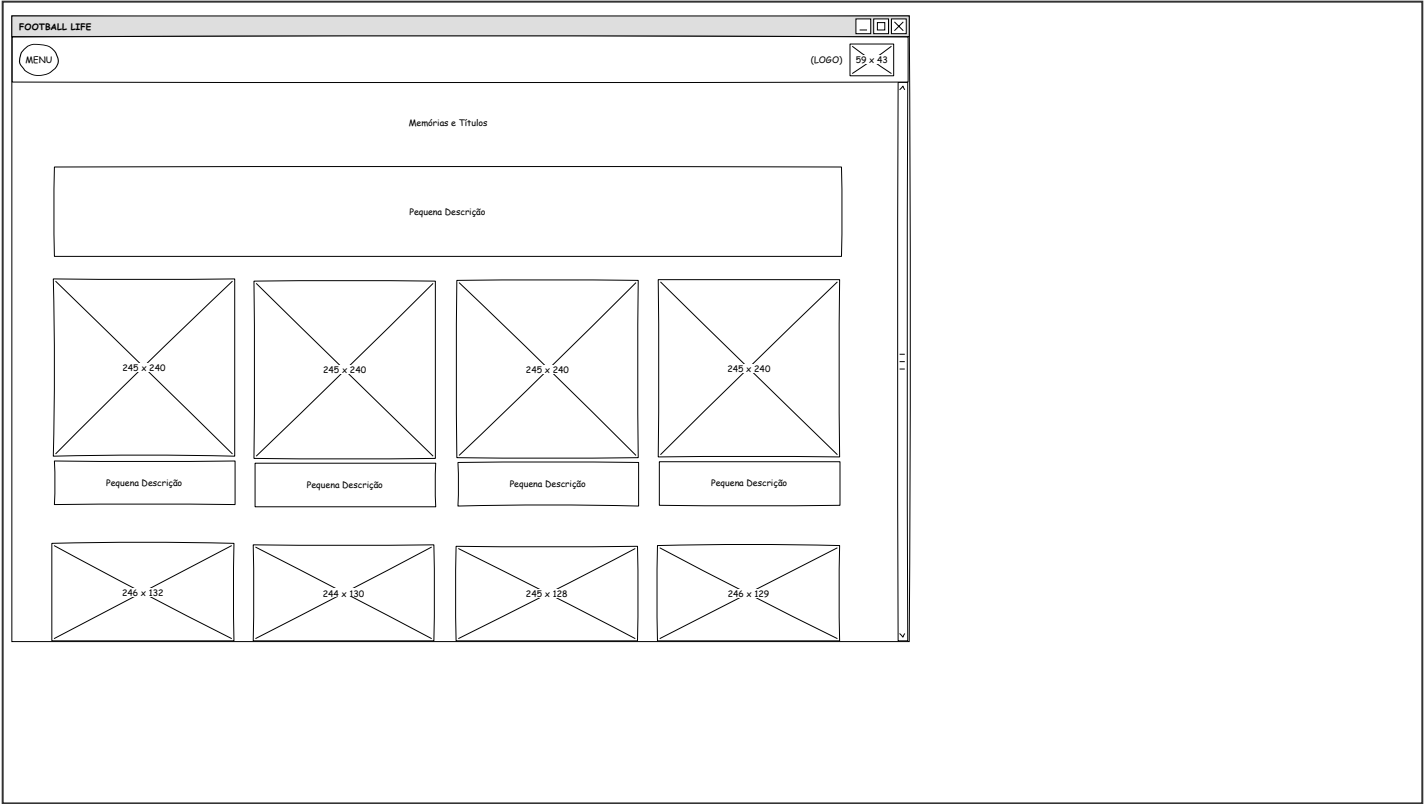 FOOTBALL LIFE
MENU
(LOGO)
59 x 43
Memórias e Títulos
Pequena Descrição
245 x 240
245 x 240
245 x 240
245 x 240
Pequena Descrição
Pequena Descrição
Pequena Descrição
Pequena Descrição
246 x 132
244 x 130
245 x 128
246 x 129